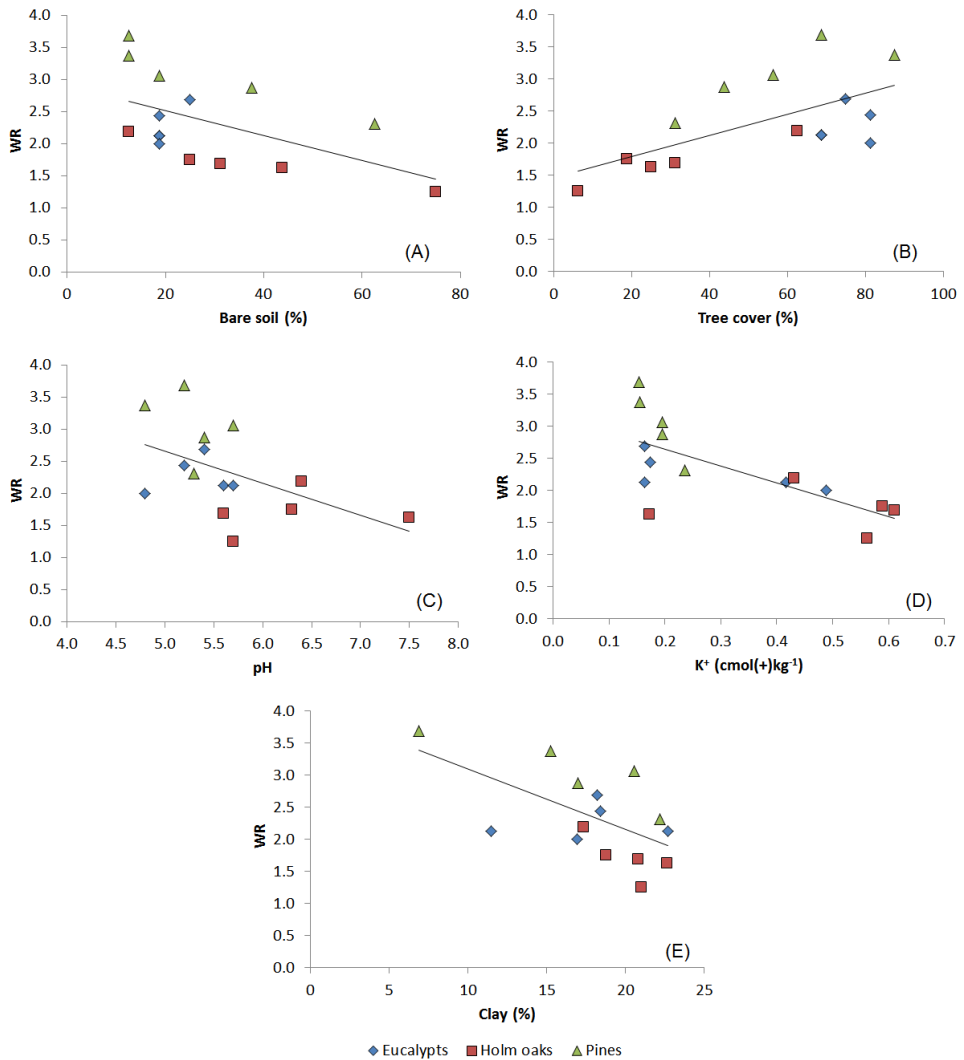 4.0
3.5
3.0
2.5
2.0
1.5
1.0
0.5
0.0
WR
0 20 40 60 80
Bare soil (%)
(A)
4.0
3.5
3.0
2.5
2.0
1.5
1.0
0.5
0.0
WR
0 20 40 60 80 100
Tree cover (%)
(B)
4.0
3.5
3.0
2.5
2.0
1.5
1.0
0.5
0.0
WR
4.0 4.5 5.0 5.5 6.0 6.5 7.0 7.5 8.0
pH
(C)
4.0
3.5
3.0
2.5
2.0
1.5
1.0
0.5
0.0
WR
0.0 0.1 0.2 0.3 0.4 0.5 0.6 0.7
K⁺ (cmol(+)kg⁻¹)
(D)
4.0
3.5
3.0
2.5
2.0
1.5
1.0
0.5
0.0
WR
0 5 10 15 20 25
Clay (%)
(E)
Eucalypts Holm oaks Pines